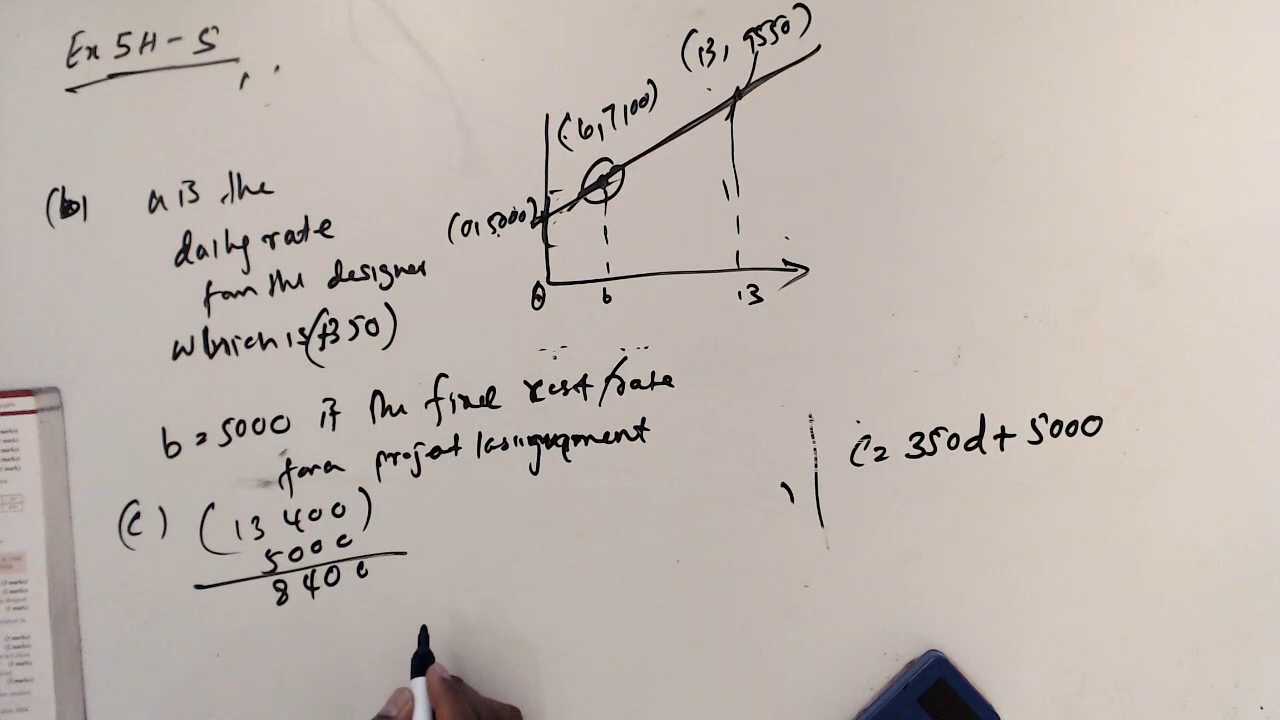 Ex 5H-5
(13, 9550)
(6, 7100)
(0, 5000)
0 6 13
(b) a is the
daily rate
for the designer
which is (£350)
b = 5000 is the fixed cost/rate
for a project/assignment
(c) (13 400)
5000
8400
C = 350d + 5000